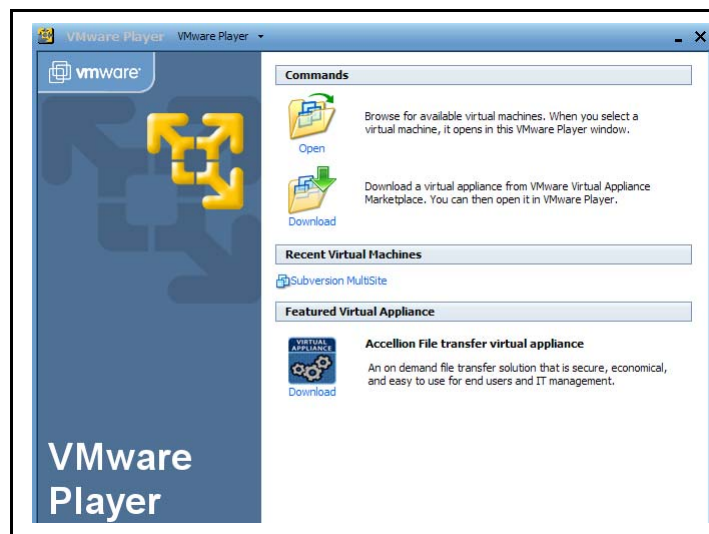 VMware Player VMware Player
vmware
Commands
Open
Browse for available virtual machines. When you select a
virtual machine, it opens in this VMware Player window.
Download
Download a virtual appliance from VMware Virtual Appliance
Marketplace. You can then open it in VMware Player.
Recent Virtual Machines
Subversion MultiSite
Featured Virtual Appliance
VIRTUAL
APPLIANCE
Download
Accellion File transfer virtual appliance
An on demand file transfer solution that is secure, economical,
and easy to use for end users and IT management.
VMware
Player